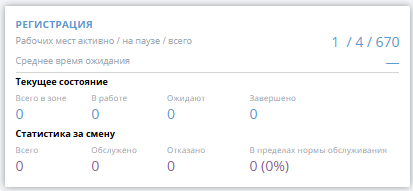 РЕГИСТРАЦИЯ
Рабочих мест активно / на паузе / всего 1 / 4 / 670
Среднее время ожидания —
Текущее состояние
Всего в зоне В работе Ожидают Завершено
0 0 0 0
Статистика за смену
Всего Обслужено Отказано В пределах нормы обслуживания
0 0 0 0 (0%)